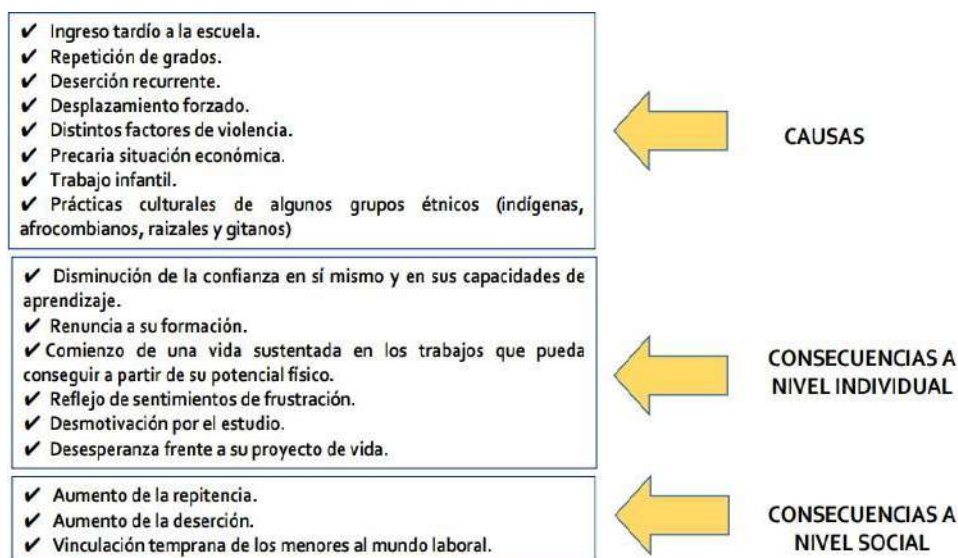 ✔ Ingreso tardío a la escuela.
✔ Repetición de grados.
✔ Deserción recurrente.
✔ Desplazamiento forzado.
✔ Distintos factores de violencia.
✔ Precaria situación económica.
✔ Trabajo infantil.
✔ Prácticas culturales de algunos grupos étnicos (indígenas,
afrocombianos, raizales y gitanos)
CAUSAS
✔ Disminución de la confianza en sí mismo y en sus capacidades de
aprendizaje.
✔ Renuncia a su formación.
✔ Comienzo de una vida sustentada en los trabajos que pueda
conseguir a partir de su potencial físico.
✔ Reflejo de sentimientos de frustración.
✔ Desmotivación por el estudio.
✔ Desesperanza frente a su proyecto de vida.
CONSECUENCIAS A
NIVEL INDIVIDUAL
✔ Aumento de la repitencia.
✔ Aumento de la deserción.
✔ Vinculación temprana de los menores al mundo laboral.
CONSECUENCIAS A
NIVEL SOCIAL